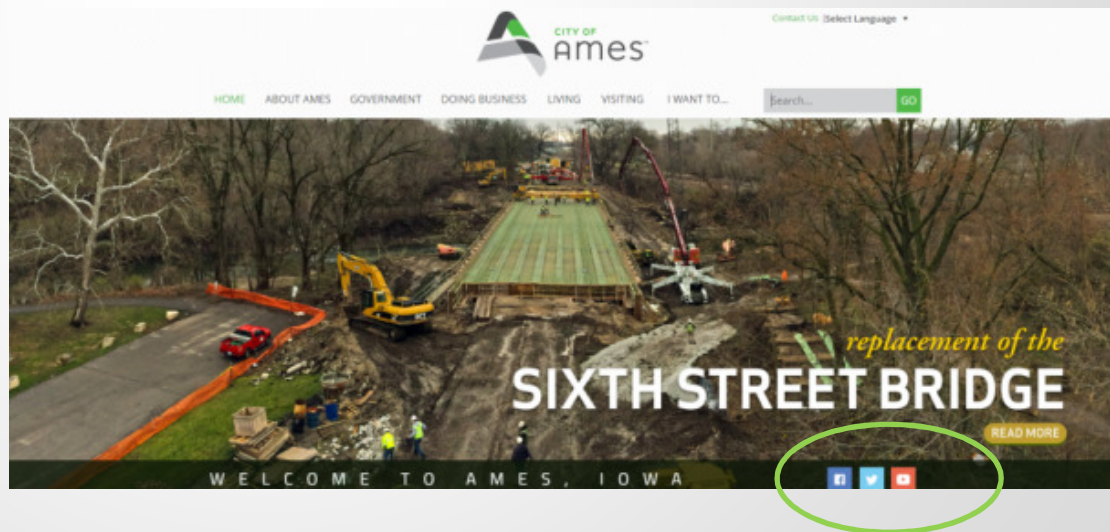 Contact Us |Select Language ▼
CITY OF
Ames™
HOME ABOUT AMES GOVERNMENT DOING BUSINESS LIVING VISITING I WANT TO...
Search... GO
replacement of the
SIXTH STREET BRIDGE
READ MORE
WELCOME TO AMES, IOWA